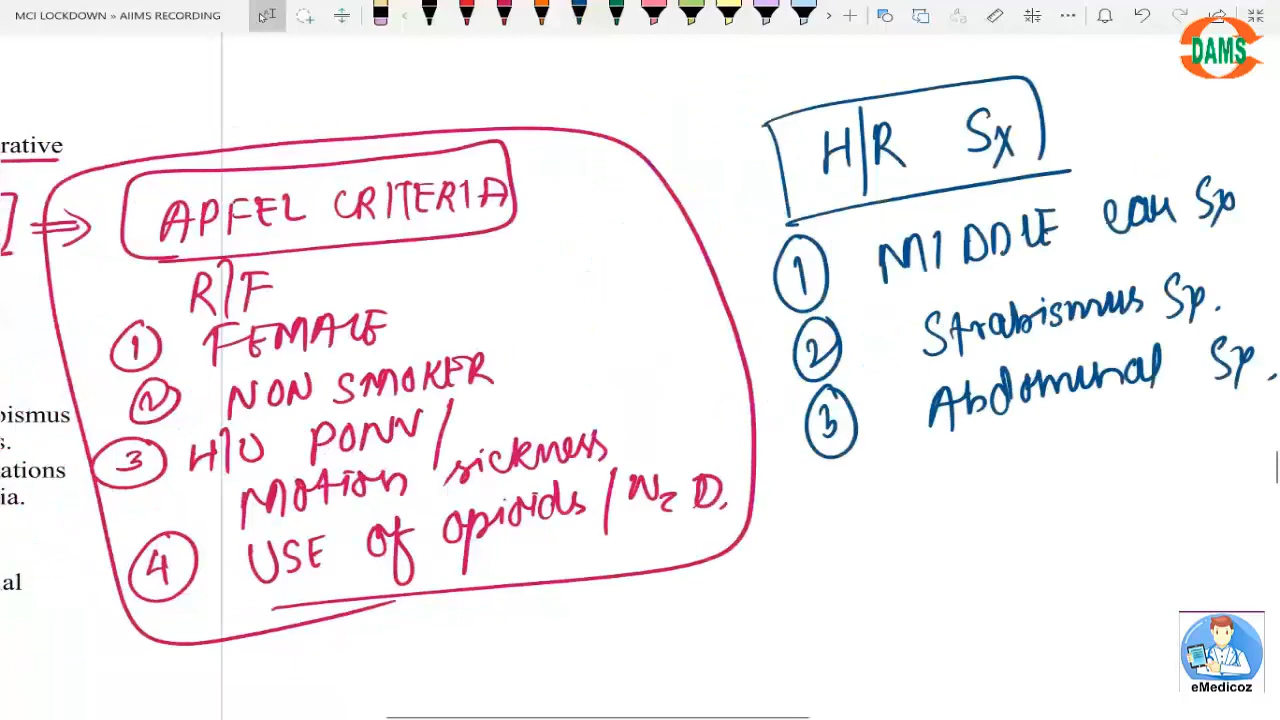 MCI LOCKDOWN » AIIMS RECORDING
DAMS
rative
] ⇒ APFEL CRITERIA
R/F
① FEMALE
② NON SMOKER
③ H/O PONV /
Motion sickness
④ USE of opioids / N2O.
bismus
s.
ations
ia.
al
H/R Sx
① MIDDLE ear Sx
② Strabismus Sx.
③ Abdominal Sx.
eMedicoz